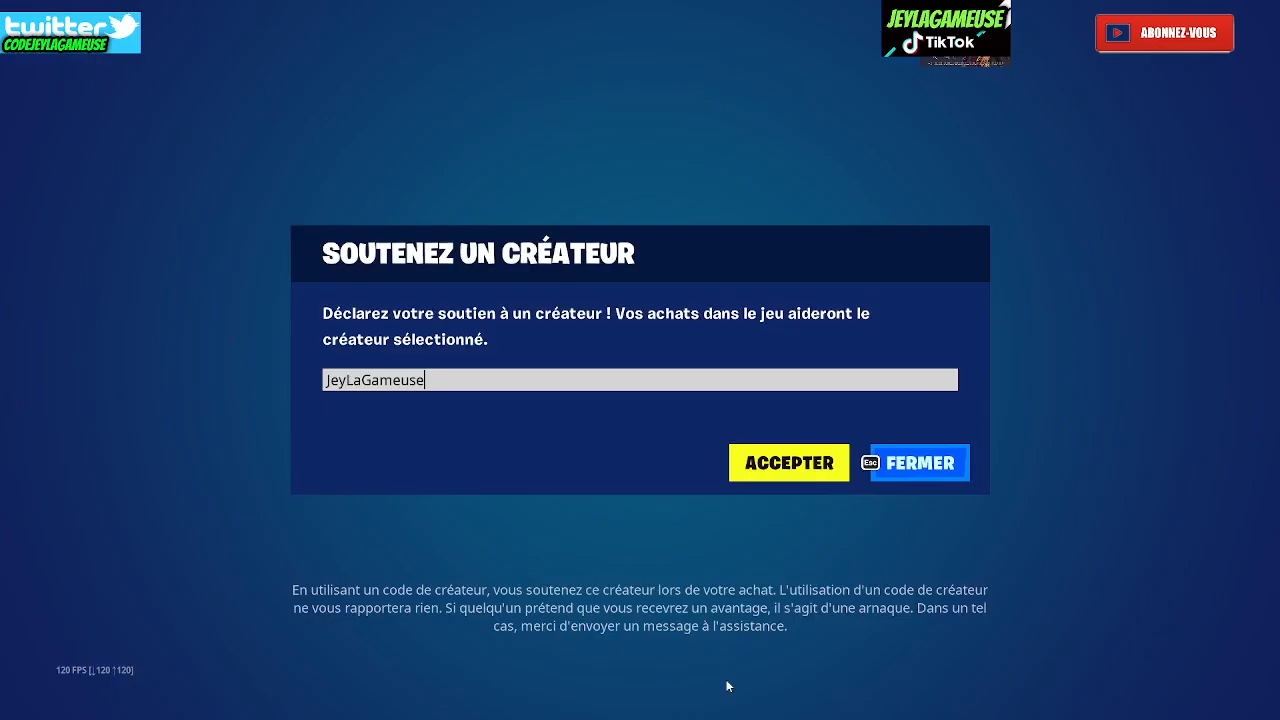 twitter
CODEJEYLAGAMEUSE
JEYLAGAMEUSE
TikTok
ABONNEZ-VOUS
SOUTENEZ UN CRÉATEUR
Déclarez votre soutien à un créateur ! Vos achats dans le jeu aideront le
créateur sélectionné.
JeyLaGameuse
ACCEPTER
Esc FERMER
En utilisant un code de créateur, vous soutenez ce créateur lors de votre achat. L'utilisation d'un code de créateur
ne vous rapportera rien. Si quelqu'un prétend que vous recevrez un avantage, il s'agit d'une arnaque. Dans un tel
cas, merci d'envoyer un message à l'assistance.
120 FPS [↓120 ↑120]